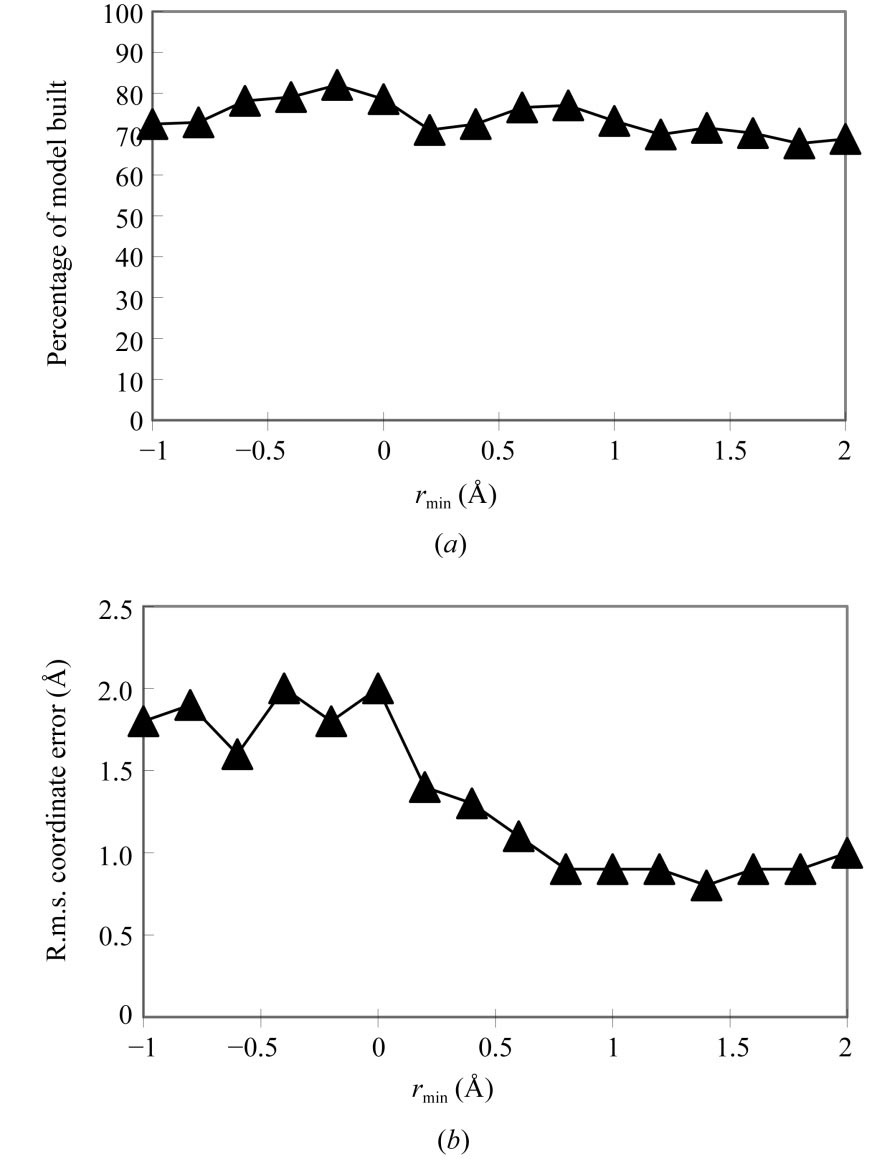 100
90
80
70
60
50
40
30
20
10
0
Percentage of model built
−1 −0.5 0 0.5 1 1.5 2
rmin (Å)
(a)
2.5
2.0
1.5
1.0
0.5
0
R.m.s. coordinate error (Å)
−1 −0.5 0 0.5 1 1.5 2
rmin (Å)
(b)